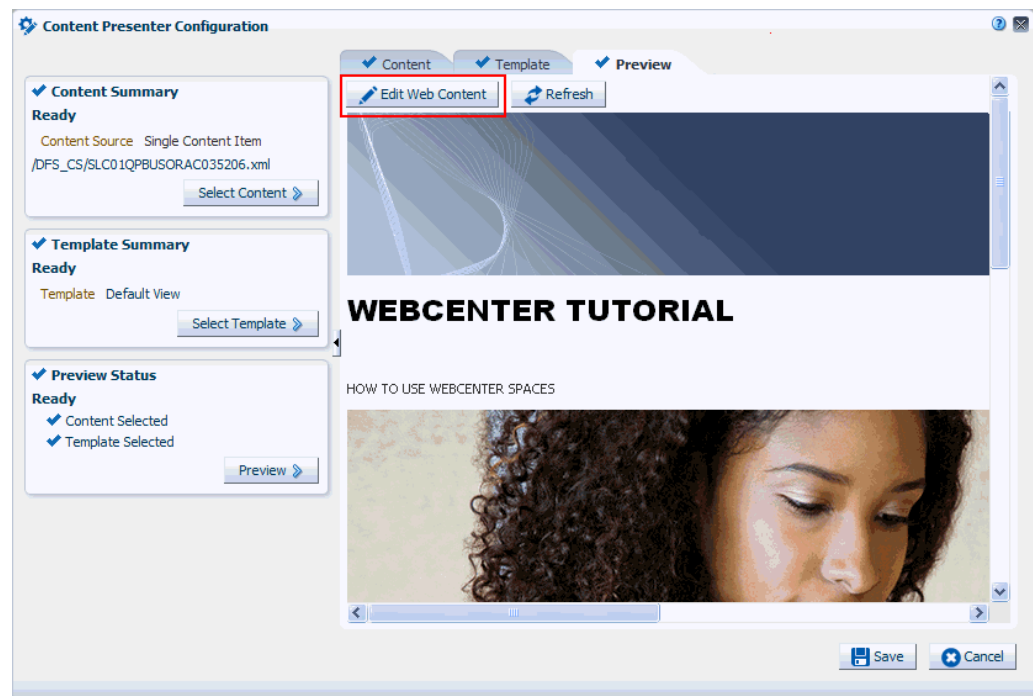 Content Presenter Configuration
Content Template Preview
Content Summary
Ready
Content Source Single Content Item
/DFS_CS/SLC01QPBUSORAC035206.xml
Select Content
Template Summary
Ready
Template Default View
Select Template
Preview Status
Ready
Content Selected
Template Selected
Preview
Edit Web Content Refresh
WEBCENTER TUTORIAL
HOW TO USE WEBCENTER SPACES
Save Cancel